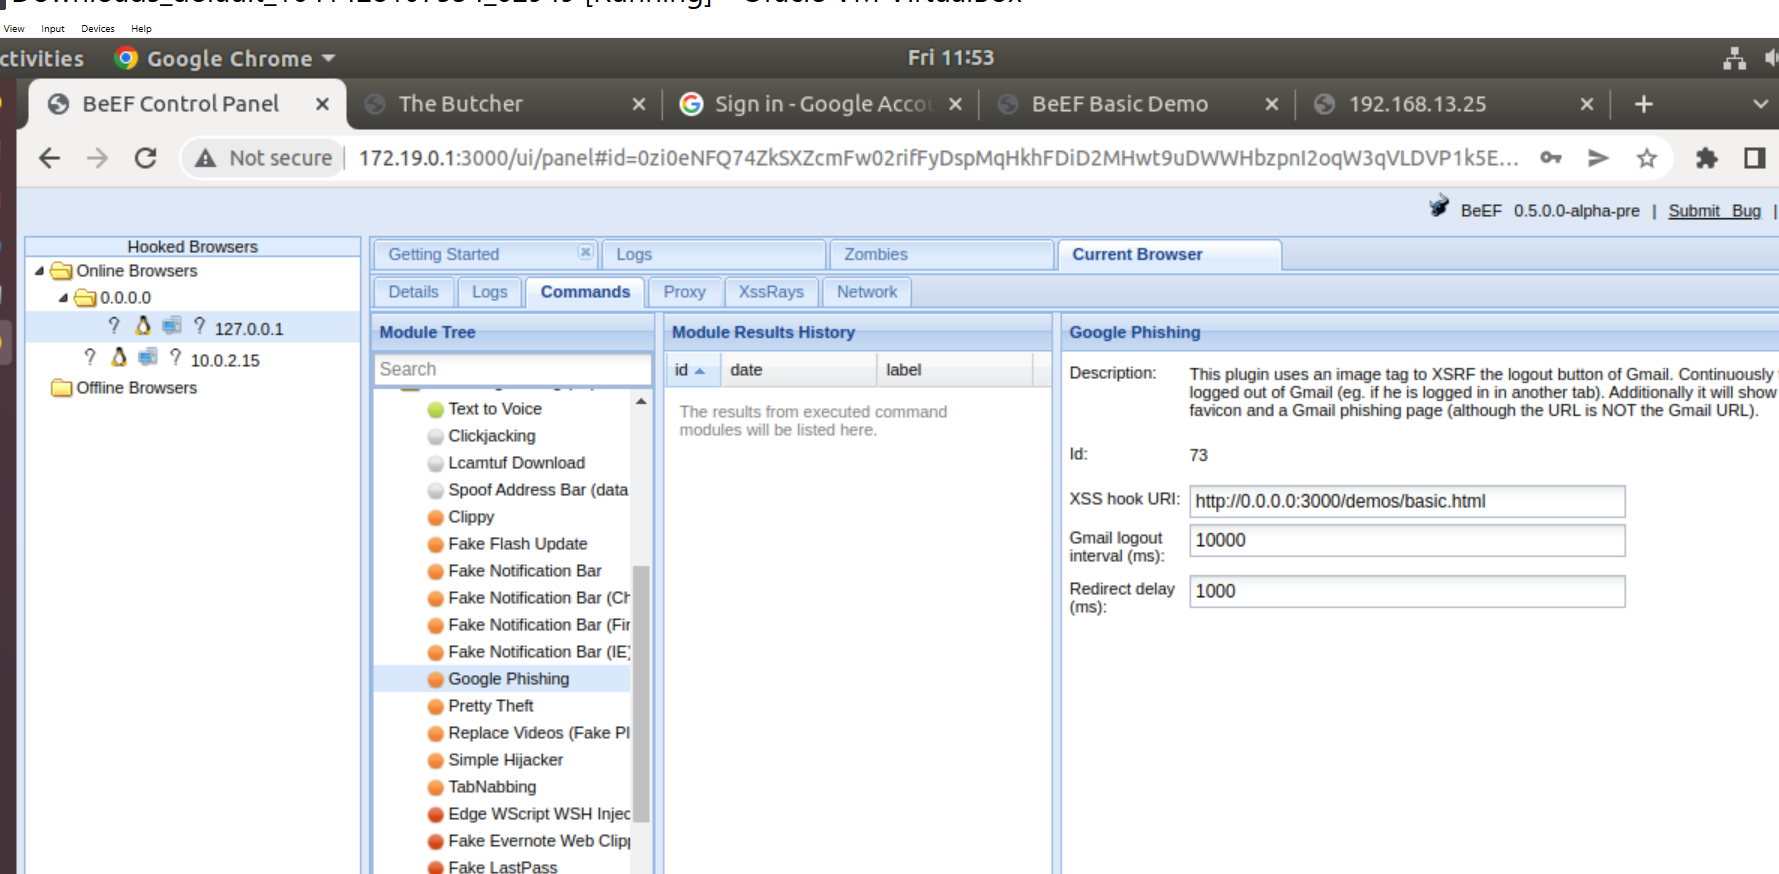 View Input Devices Help
ctivities Google Chrome Fri 11:53
BeEF Control Panel The Butcher Sign in - Google Accou BeEF Basic Demo 192.168.13.25
Not secure 172.19.0.1:3000/ui/panel#id=0zi0eNFQ74ZkSXZcmFw02rifFyDspMqHkhFDiD2MHwt9uDWWHbzpnI2oqW3qVLDVP1k5E...
BeEF 0.5.0.0-alpha-pre | Submit Bug |
Hooked Browsers
Online Browsers
0.0.0.0
? ? 127.0.0.1
? ? 10.0.2.15
Offline Browsers
Getting Started Logs Zombies Current Browser
Details Logs Commands Proxy XssRays Network
Module Tree
Search
Text to Voice
Clickjacking
Lcamtuf Download
Spoof Address Bar (data
Clippy
Fake Flash Update
Fake Notification Bar
Fake Notification Bar (Ch
Fake Notification Bar (Fir
Fake Notification Bar (IE)
Google Phishing
Pretty Theft
Replace Videos (Fake Pl
Simple Hijacker
TabNabbing
Edge WScript WSH Injec
Fake Evernote Web Clipp
Fake LastPass
Module Results History
id date label
The results from executed command
modules will be listed here.
Google Phishing
Description: This plugin uses an image tag to XSRF the logout button of Gmail. Continuously
logged out of Gmail (eg. if he is logged in in another tab). Additionally it will show
favicon and a Gmail phishing page (although the URL is NOT the Gmail URL).
Id: 73
XSS hook URI: http://0.0.0.0:3000/demos/basic.html
Gmail logout
interval (ms): 10000
Redirect delay
(ms): 1000